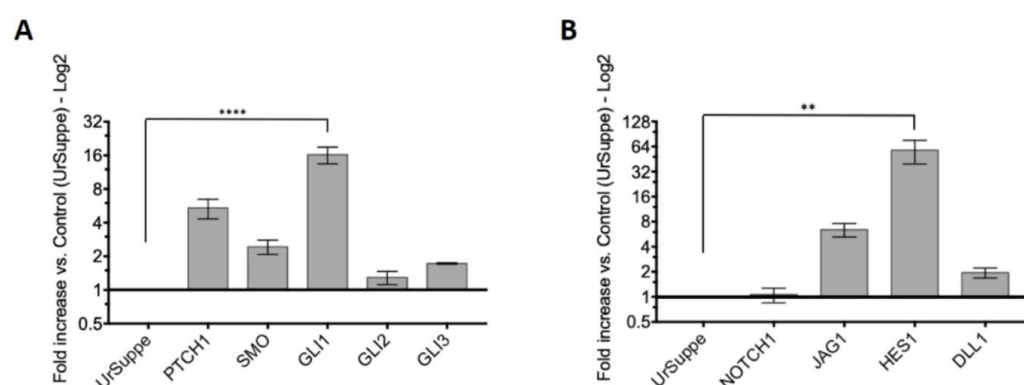 A
Fold increase vs. Control (UrSuppe) - Log2
32
16
8
4
2
1
0.5
****
UrSuppe
PTCH1
SMO
GLI1
GLI2
GLI3
B
Fold increase vs. Control (UrSuppe) - Log2
128
64
32
16
8
4
2
1
0.5
**
UrSuppe
NOTCH1
JAG1
HES1
DLL1